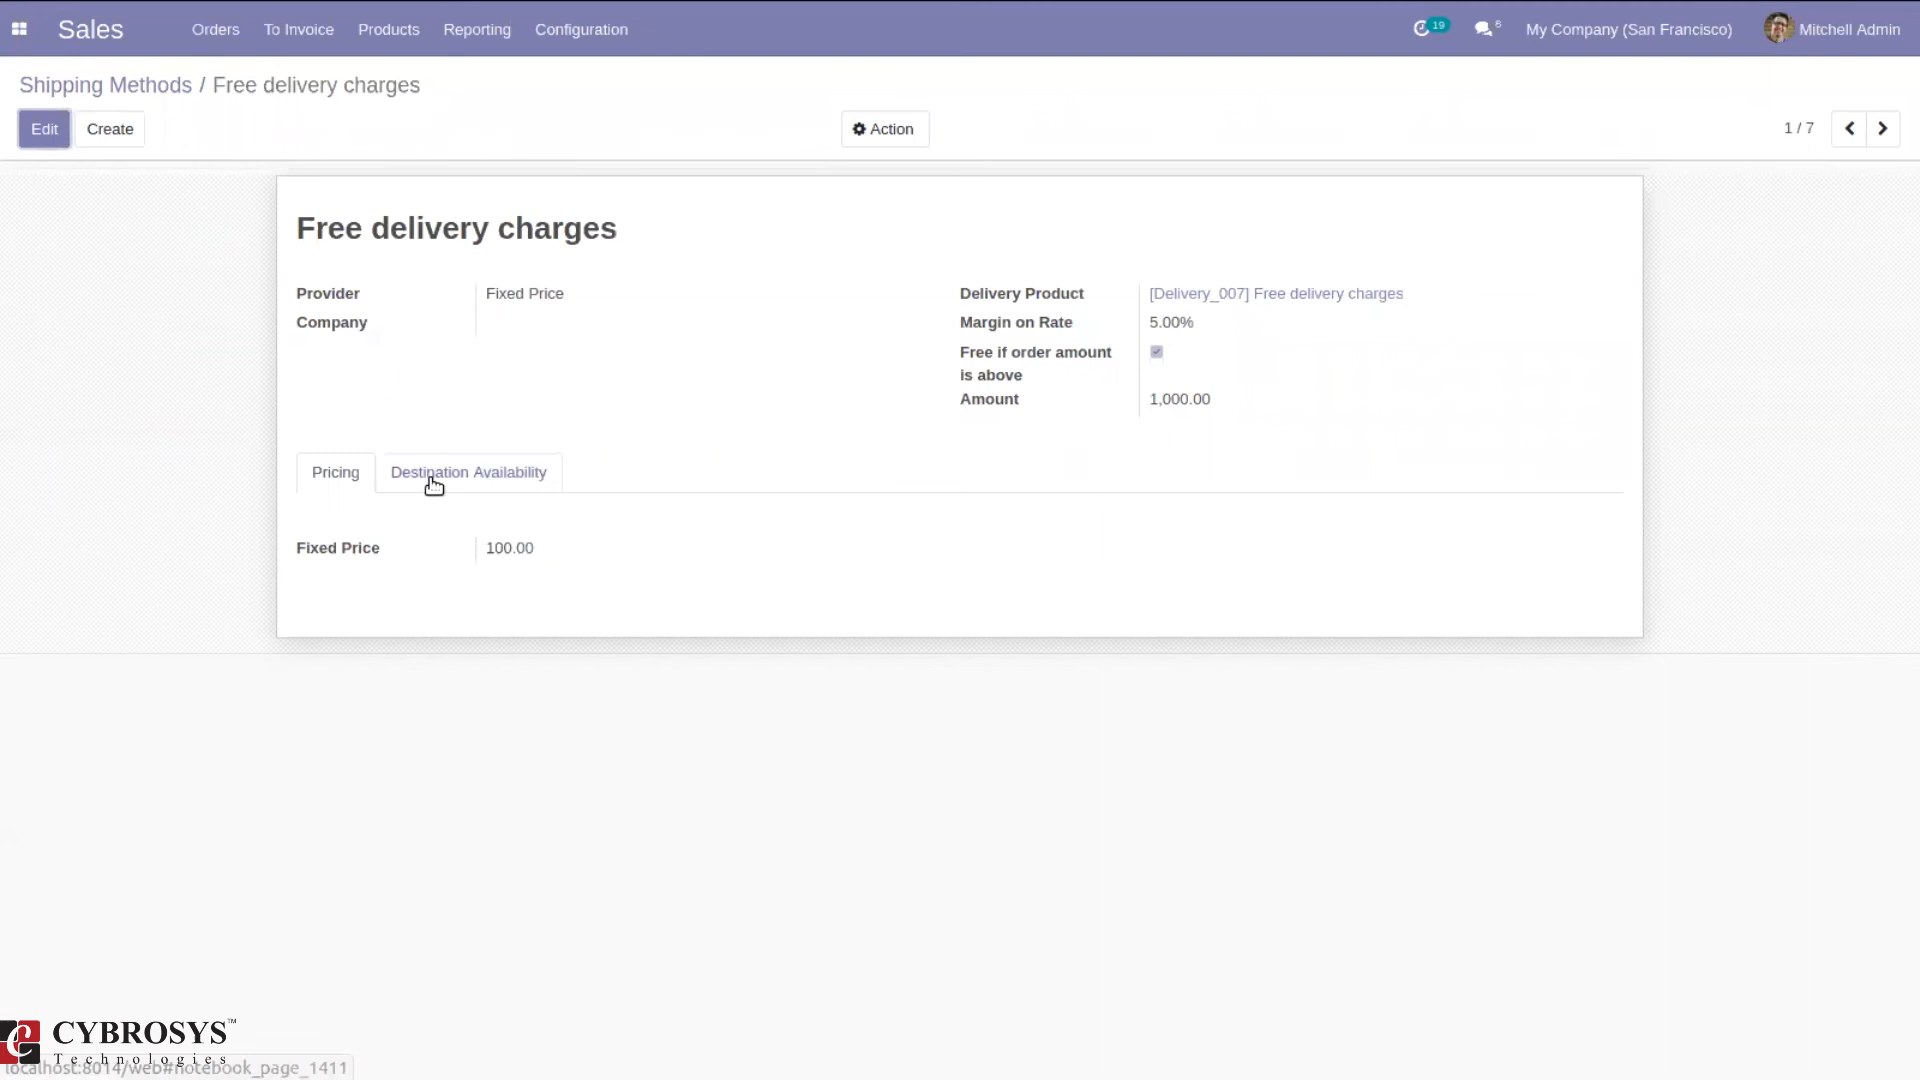 Sales Orders To Invoice Products Reporting Configuration 19 6 My Company (San Francisco) Mitchell Admin
Shipping Methods / Free delivery charges
Edit Create Action 1 / 7
Free delivery charges
Provider Fixed Price Delivery Product [Delivery_007] Free delivery charges
Company Margin on Rate 5.00%
Free if order amount
is above
Amount 1,000.00
Pricing Destination Availability
Fixed Price 100.00
CYBROSYS™
Technologies
localhost:8014/web#notebook_page_1411